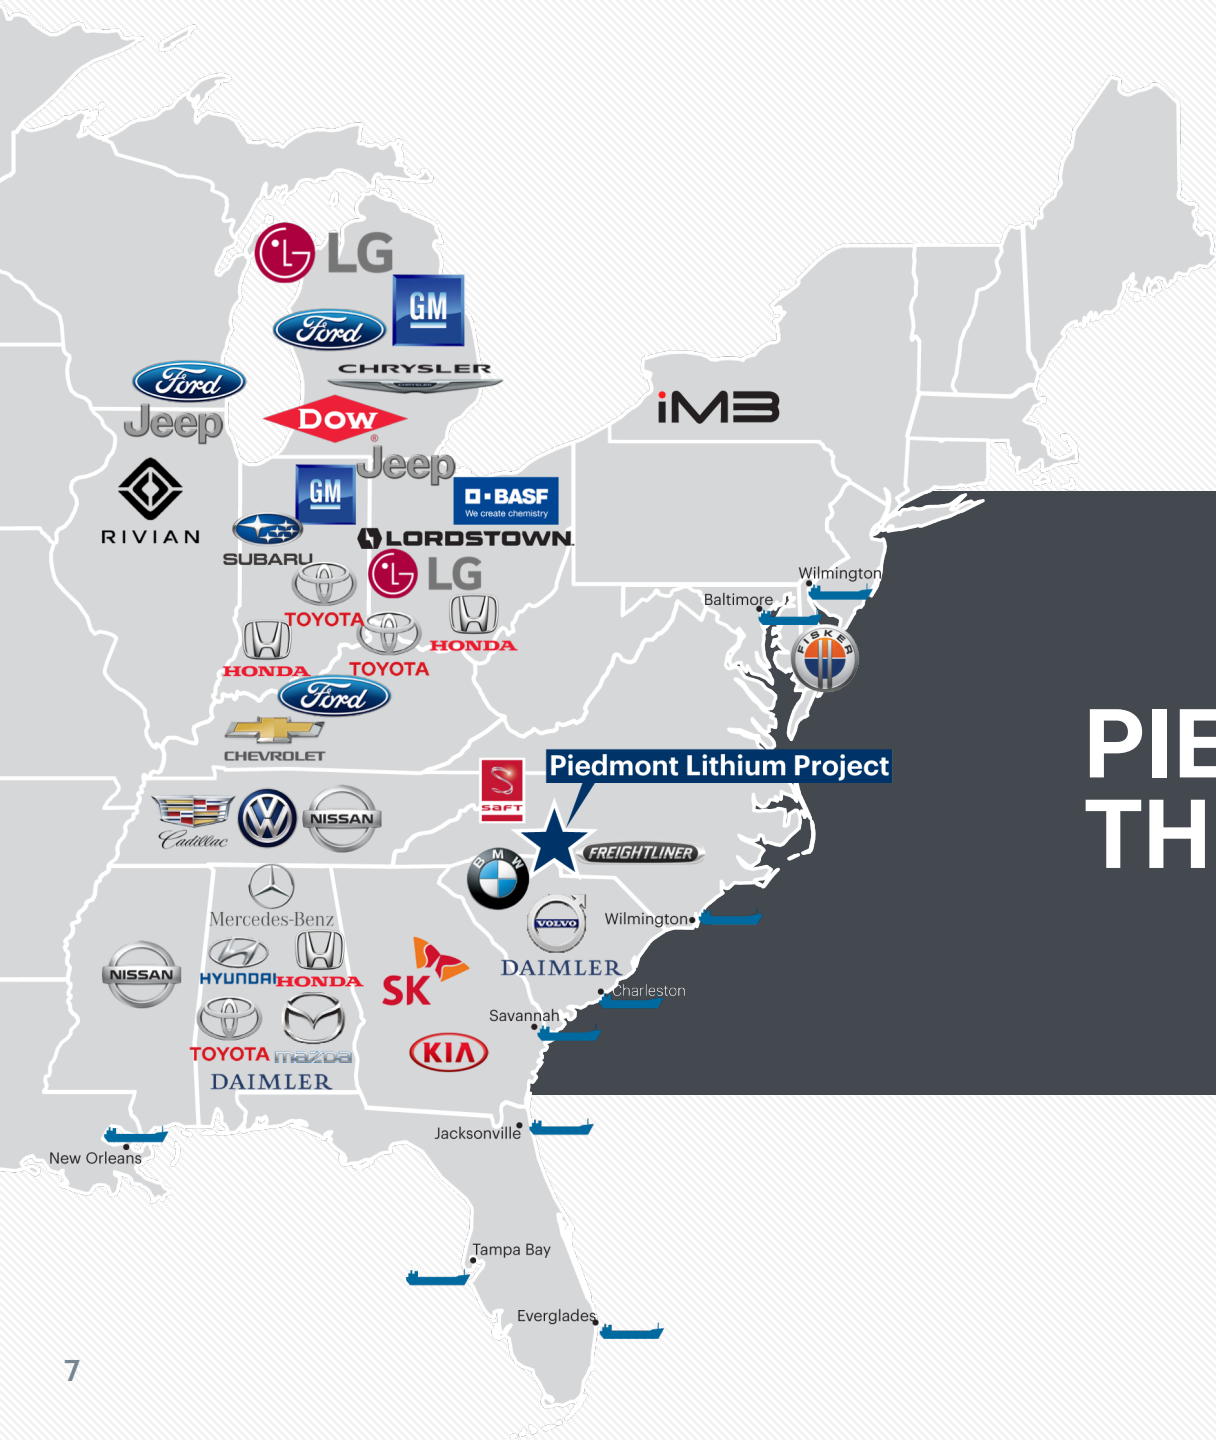 LG
GM
Ford
CHRYSLER
CHRYSLER
Ford
Jeep
iM3
DOW
®
Jeep
GM
BASF
We create chemistry
RIVIAN
SUBARU
LORDSTOWN
LG
Wilmington
Baltimore
TOYOTA
HONDA
HONDA
TOYOTA
FISKER
Ford
CHEVROLET
PIE
TH
Piedmont Lithium Project
SAFT
Cadillac
VW
NISSAN
BMW
FREIGHTLINER
Mercedes-Benz
VOLVO
Wilmington
DAIMLER
NISSAN
HYUNDAI
HONDA
SK
Charleston
Savannah
TOYOTA
mazda
KIA
DAIMLER
Jacksonville
New Orleans
Tampa Bay
Everglades
7